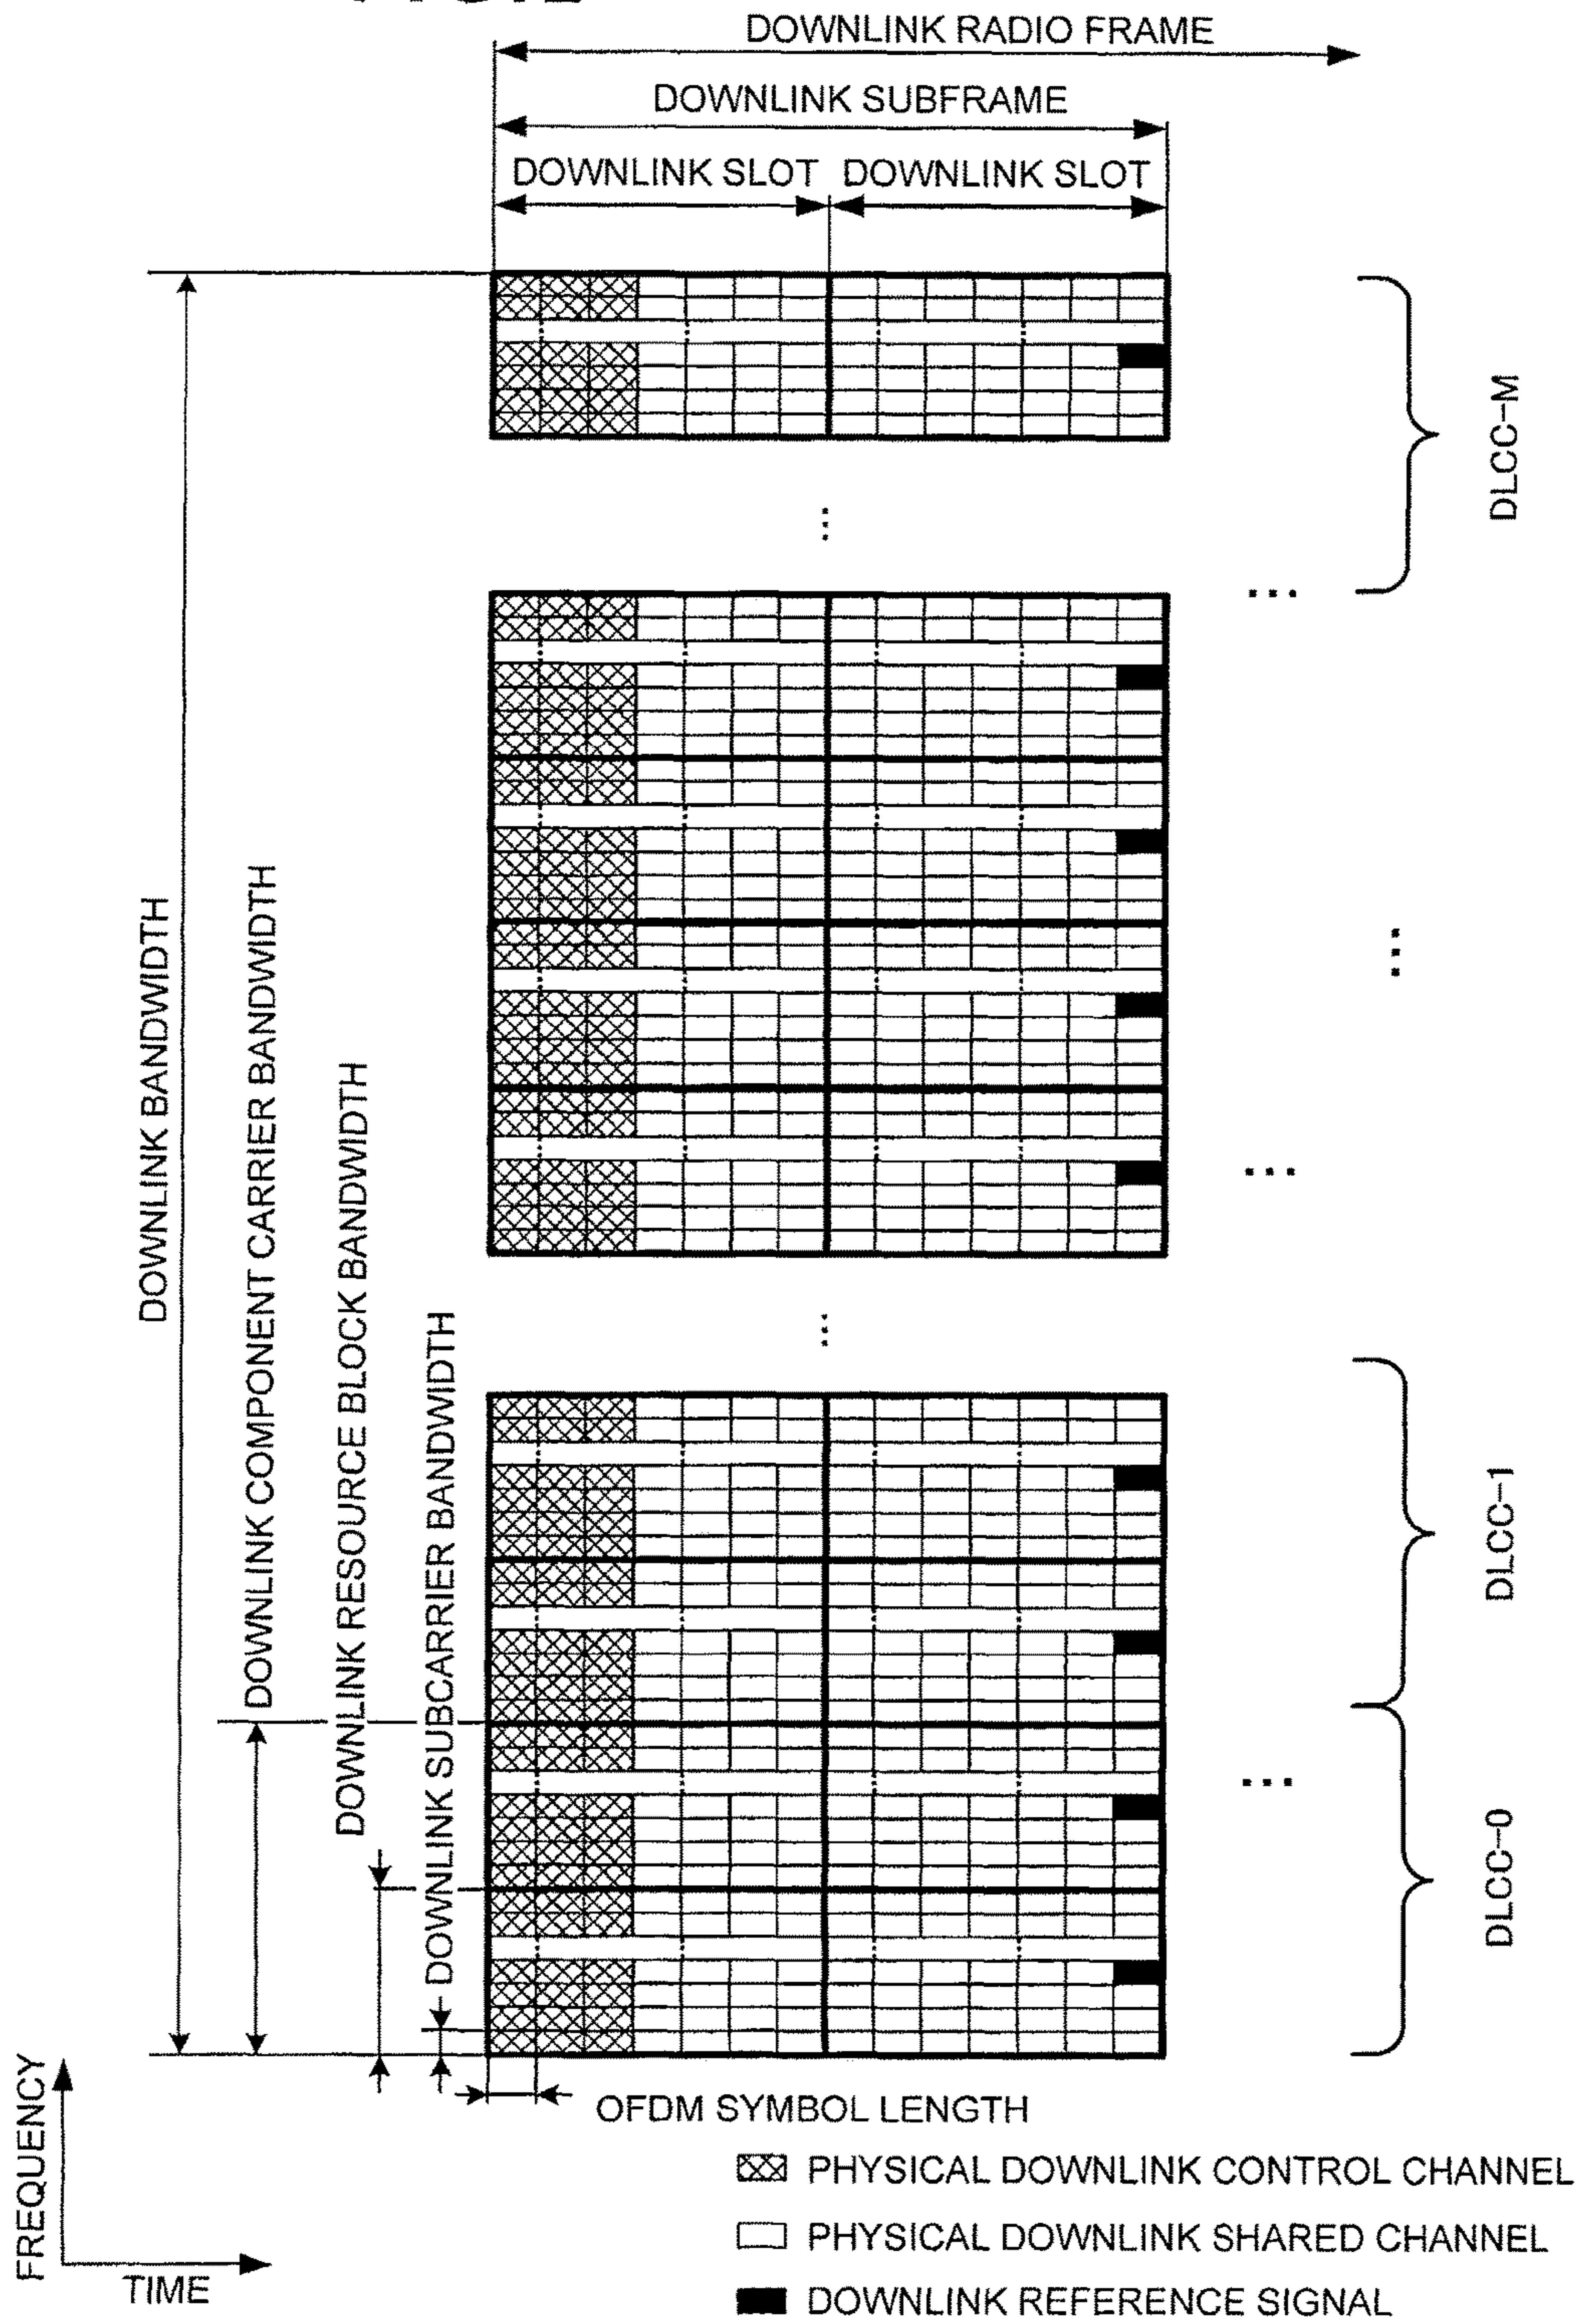 DOWNLINK RADIO FRAME
DOWNLINK SUBFRAME
DOWNLINK SLOT
DOWNLINK SLOT
DLCC-M
DOWNLINK BANDWIDTH
DOWNLINK COMPONENT CARRIER BANDWIDTH
DOWNLINK RESOURCE BLOCK BANDWIDTH
DOWNLINK SUBCARRIER BANDWIDTH
DLCC-1
DLCC-0
OFDM SYMBOL LENGTH
FREQUENCY
TIME
PHYSICAL DOWNLINK CONTROL CHANNEL
PHYSICAL DOWNLINK SHARED CHANNEL
DOWNLINK REFERENCE SIGNAL